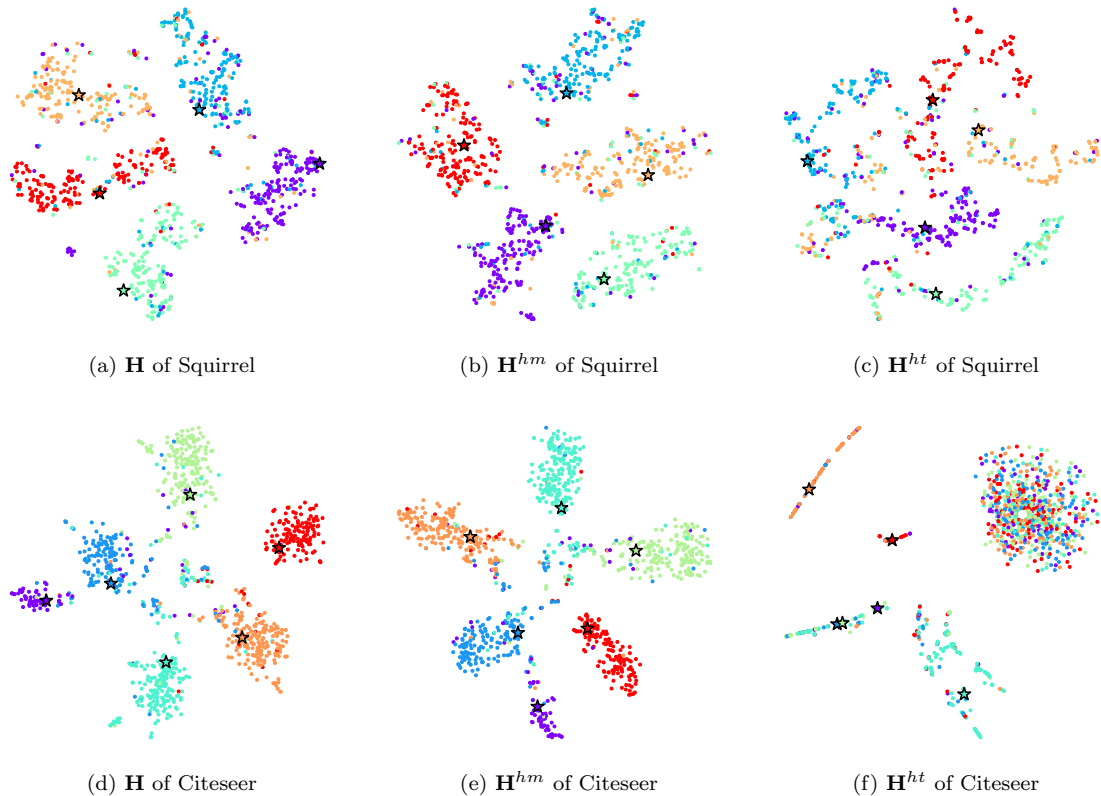 (a) H of Squirrel
(b) H^{hm} of Squirrel
(c) H^{ht} of Squirrel
(d) H of Citeseer
(e) H^{hm} of Citeseer
(f) H^{ht} of Citeseer